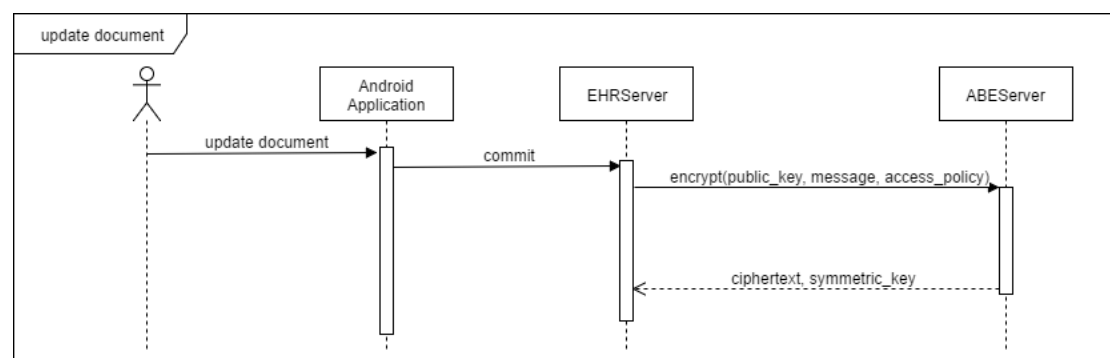 update document
Android
Application
EHRServer
ABEServer
update document
commit
encrypt(public_key, message, access_policy)
ciphertext, symmetric_key